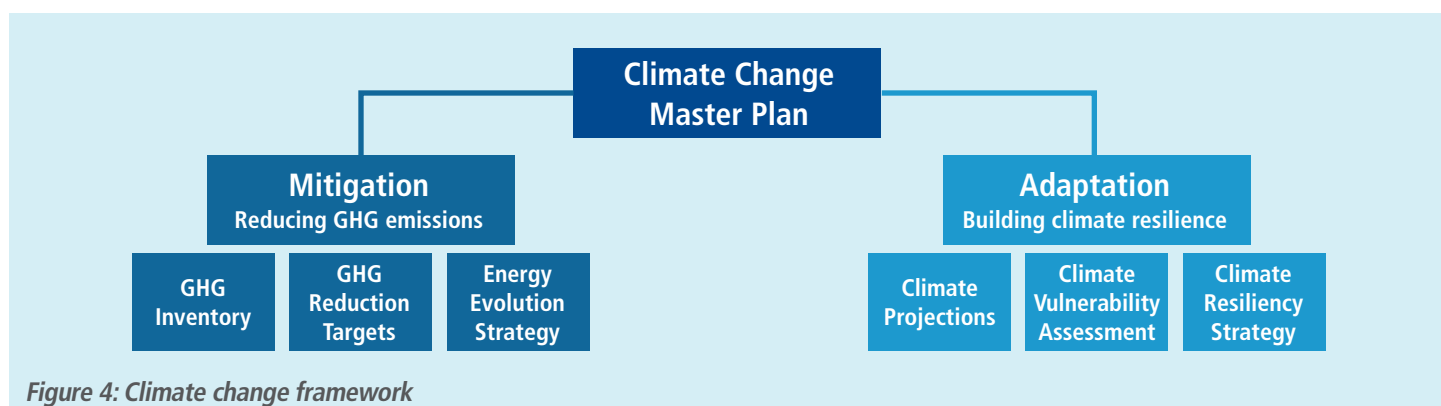 Climate Change
Master Plan
Mitigation
Reducing GHG emissions
Adaptation
Building climate resilience
GHG
Inventory
GHG
Reduction
Targets
Energy
Evolution
Strategy
Climate
Projections
Climate
Vulnerability
Assessment
Climate
Resiliency
Strategy
Figure 4: Climate change framework